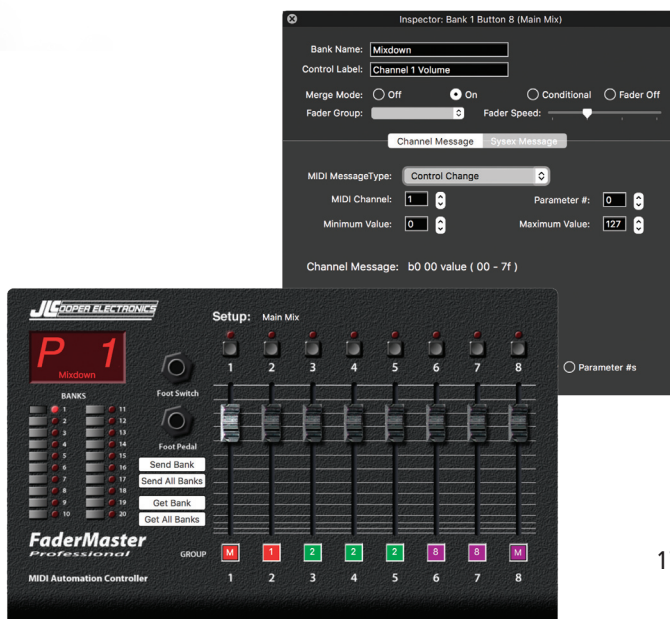 Inspector: Bank 1 Button 8 (Main Mix)
Bank Name: Mixdown
Control Label: Channel 1 Volume
Merge Mode: Off On Conditional Fader Off
Fader Group: Fader Speed:
Channel Message Sysex Message
MIDI MessageType: Control Change
MIDI Channel: 1 Parameter #: 0
Minimum Value: 0 Maximum Value: 127
Channel Message: b0 00 value ( 00 - 7f )
Parameter #s
JLCOOPER ELECTRONICS
Setup: Main Mix
P 1
Mixdown
1 2 3 4 5 6 7 8
BANKS
1 11
2 12
3 13
4 14
5 15
6 16
7 17
8 18
9 19
10 20
Foot Switch
Foot Pedal
Send Bank
Send All Banks
Get Bank
Get All Banks
FaderMaster
Professional
MIDI Automation Controller
GROUP M 1 2 2 2 8 8 M
1 2 3 4 5 6 7 8
1